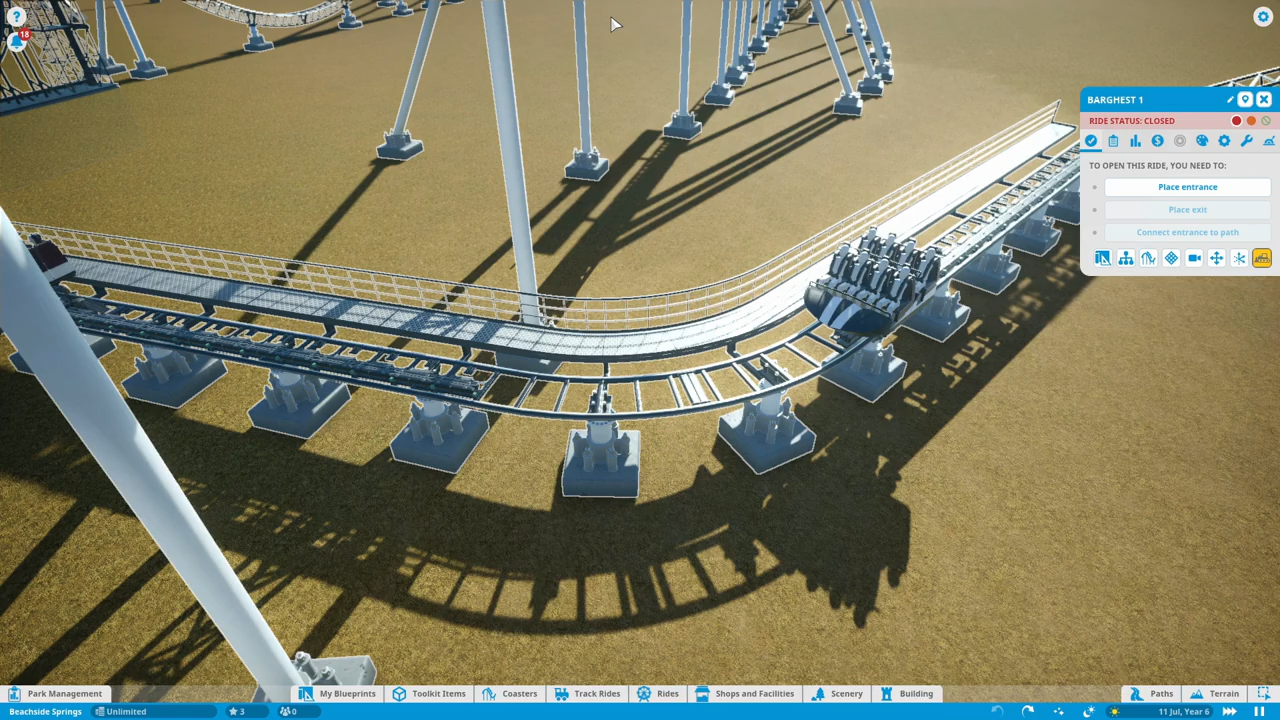 ?
18
BARGHEST 1
RIDE STATUS: CLOSED
TO OPEN THIS RIDE, YOU NEED TO:
Place entrance
Place exit
Connect entrance to path
Park Management
My Blueprints
Toolkit Items
Coasters
Track Rides
Rides
Shops and Facilities
Scenery
Building
Paths
Terrain
Beachside Springs
Unlimited
3
0
11 Jul, Year 6